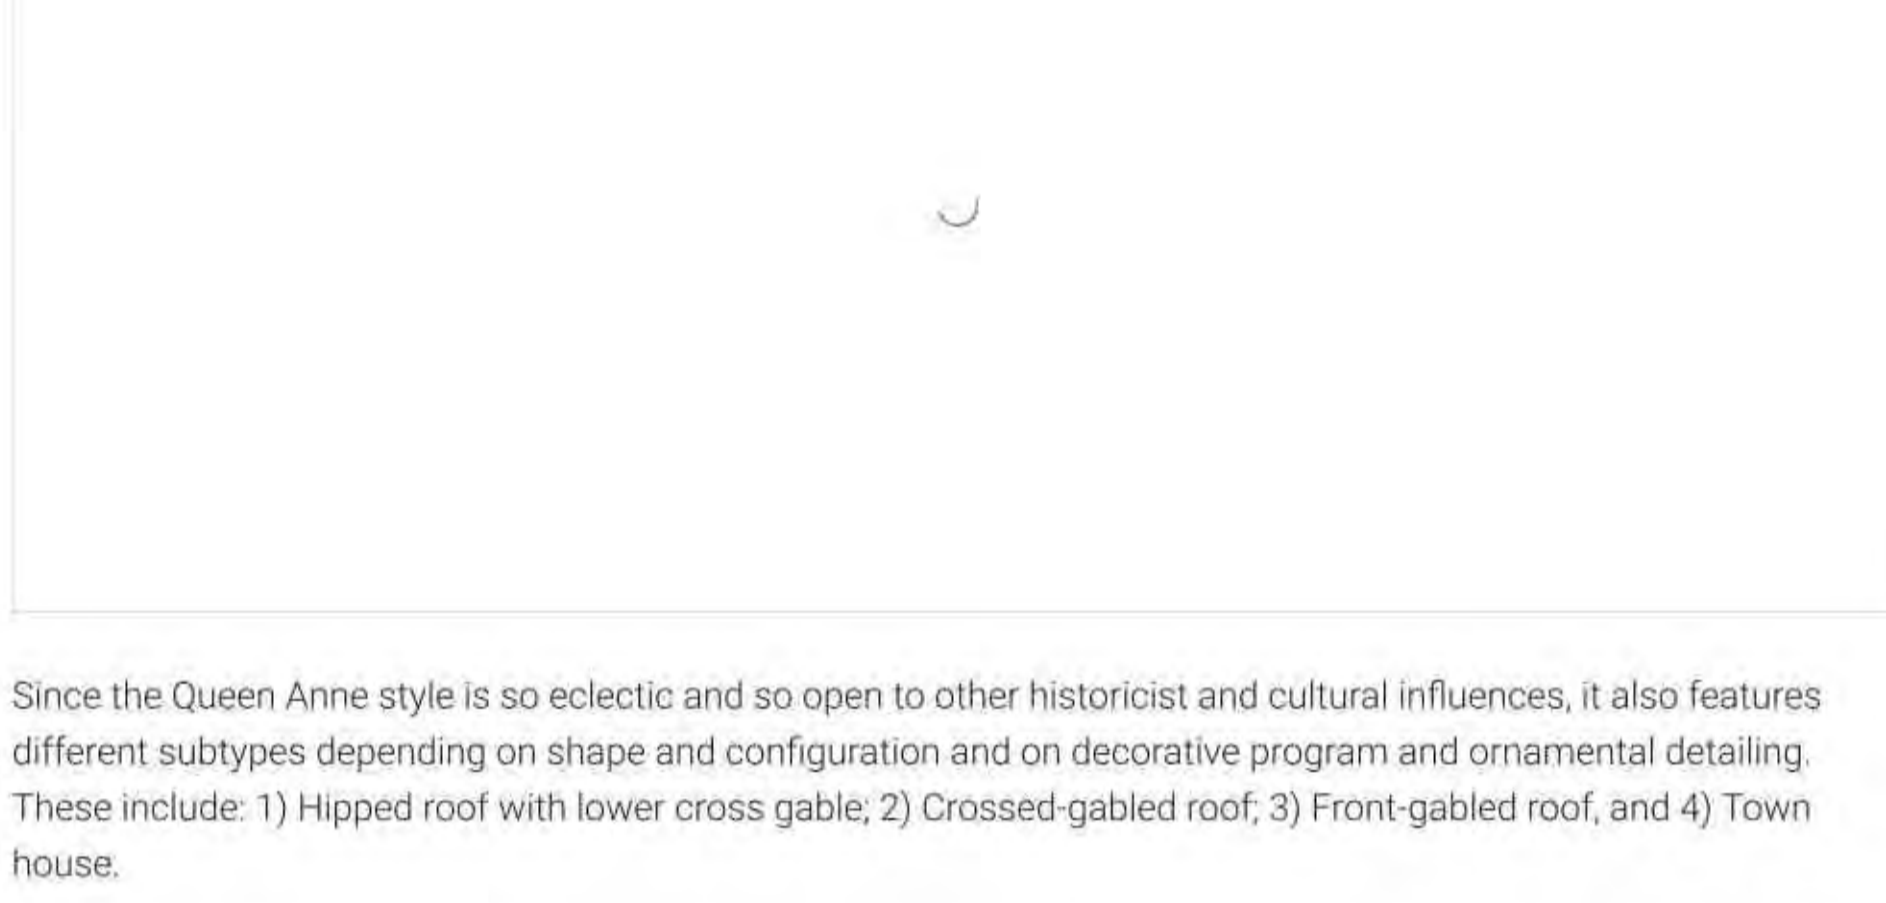 Since the Queen Anne style is so eclectic and so open to other historicist and cultural influences, it also features
different subtypes depending on shape and configuration and on decorative program and ornamental detailing.
These include: 1) Hipped roof with lower cross gable; 2) Crossed-gabled roof; 3) Front-gabled roof, and 4) Town
house.